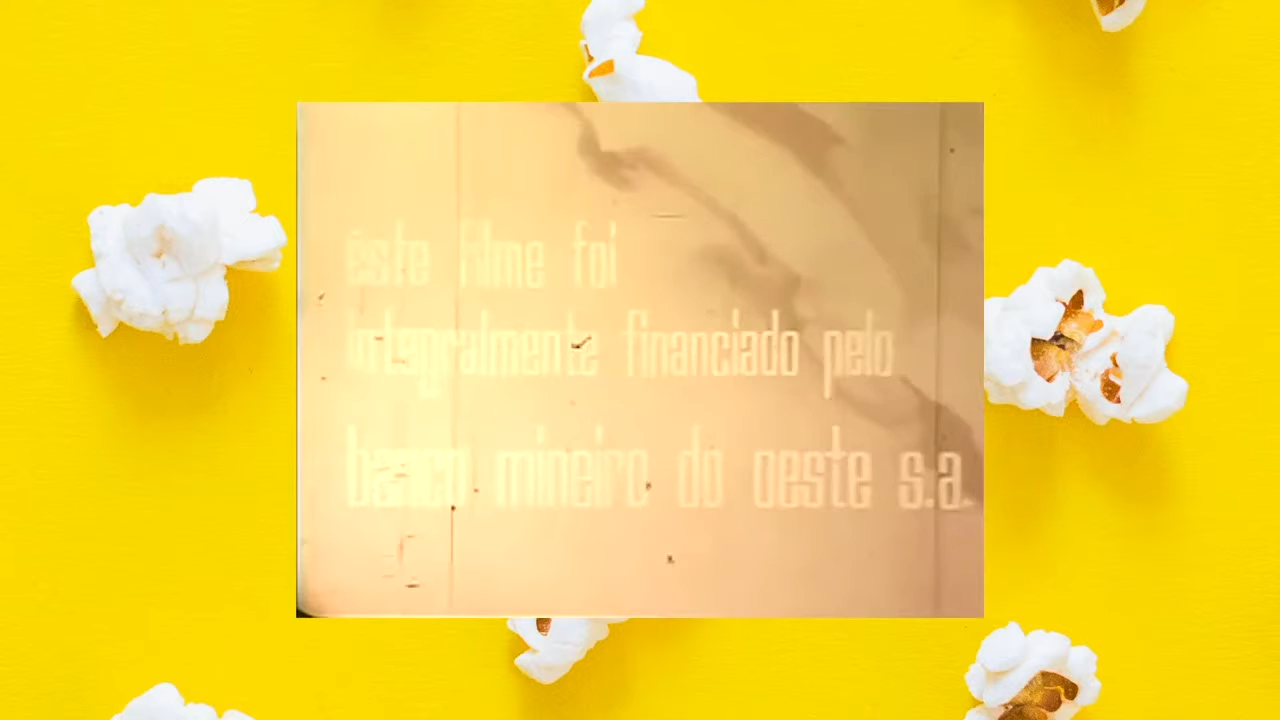 êste filme foi
integralmente financiado pelo
banco mineiro do oeste s.a.